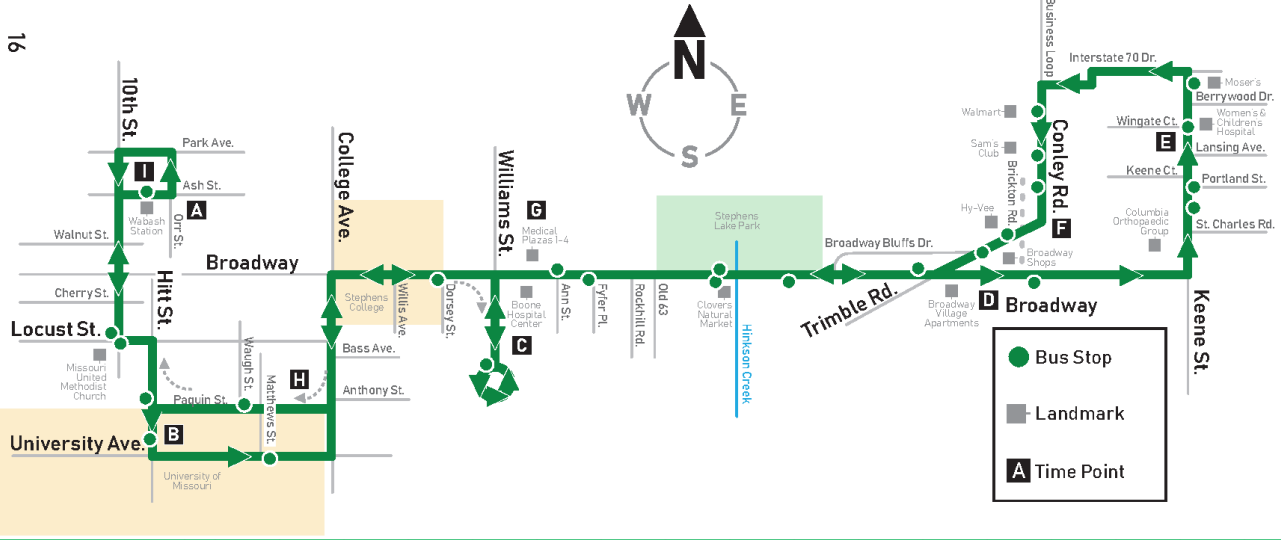 16
N
W
E
S
10th St.
Park Ave.
I
Ash St.
A
Wabash
Station
Orr St.
Walnut St.
Broadway
Cherry St.
Hitt St.
Locust St.
Missouri
United
Methodist
Church
Paquin St.
Waugh St.
Matthews St.
H
University Ave.
B
University of
Missouri
College Ave.
Bass Ave.
Anthony St.
Stephens
College
Willis Ave.
Dorsey St.
Williams St.
G
Medical
Plazas 1-4
Boone
Hospital
Center
C
Ann St.
Fyfer Pl.
Rockhill Rd.
Old 63
Stephens
Lake Park
Clovers
Natural
Market
Hinkson Creek
Broadway Bluffs Dr.
Trimble Rd.
Broadway
Village
Apartments
D
Broadway
Business Loop
Interstate 70 Dr.
Walmart
Sam's
Club
Hy-Vee
Brickton Rd.
Conley Rd.
F
Broadway
Shops
Moser's
Berrywood Dr.
Wingate Ct.
Women's &
Children's
Hospital
E
Lansing Ave.
Keene Ct.
Portland St.
Columbia
Orthopaedic
Group
St. Charles Rd.
Keene St.
Bus Stop
Landmark
A Time Point